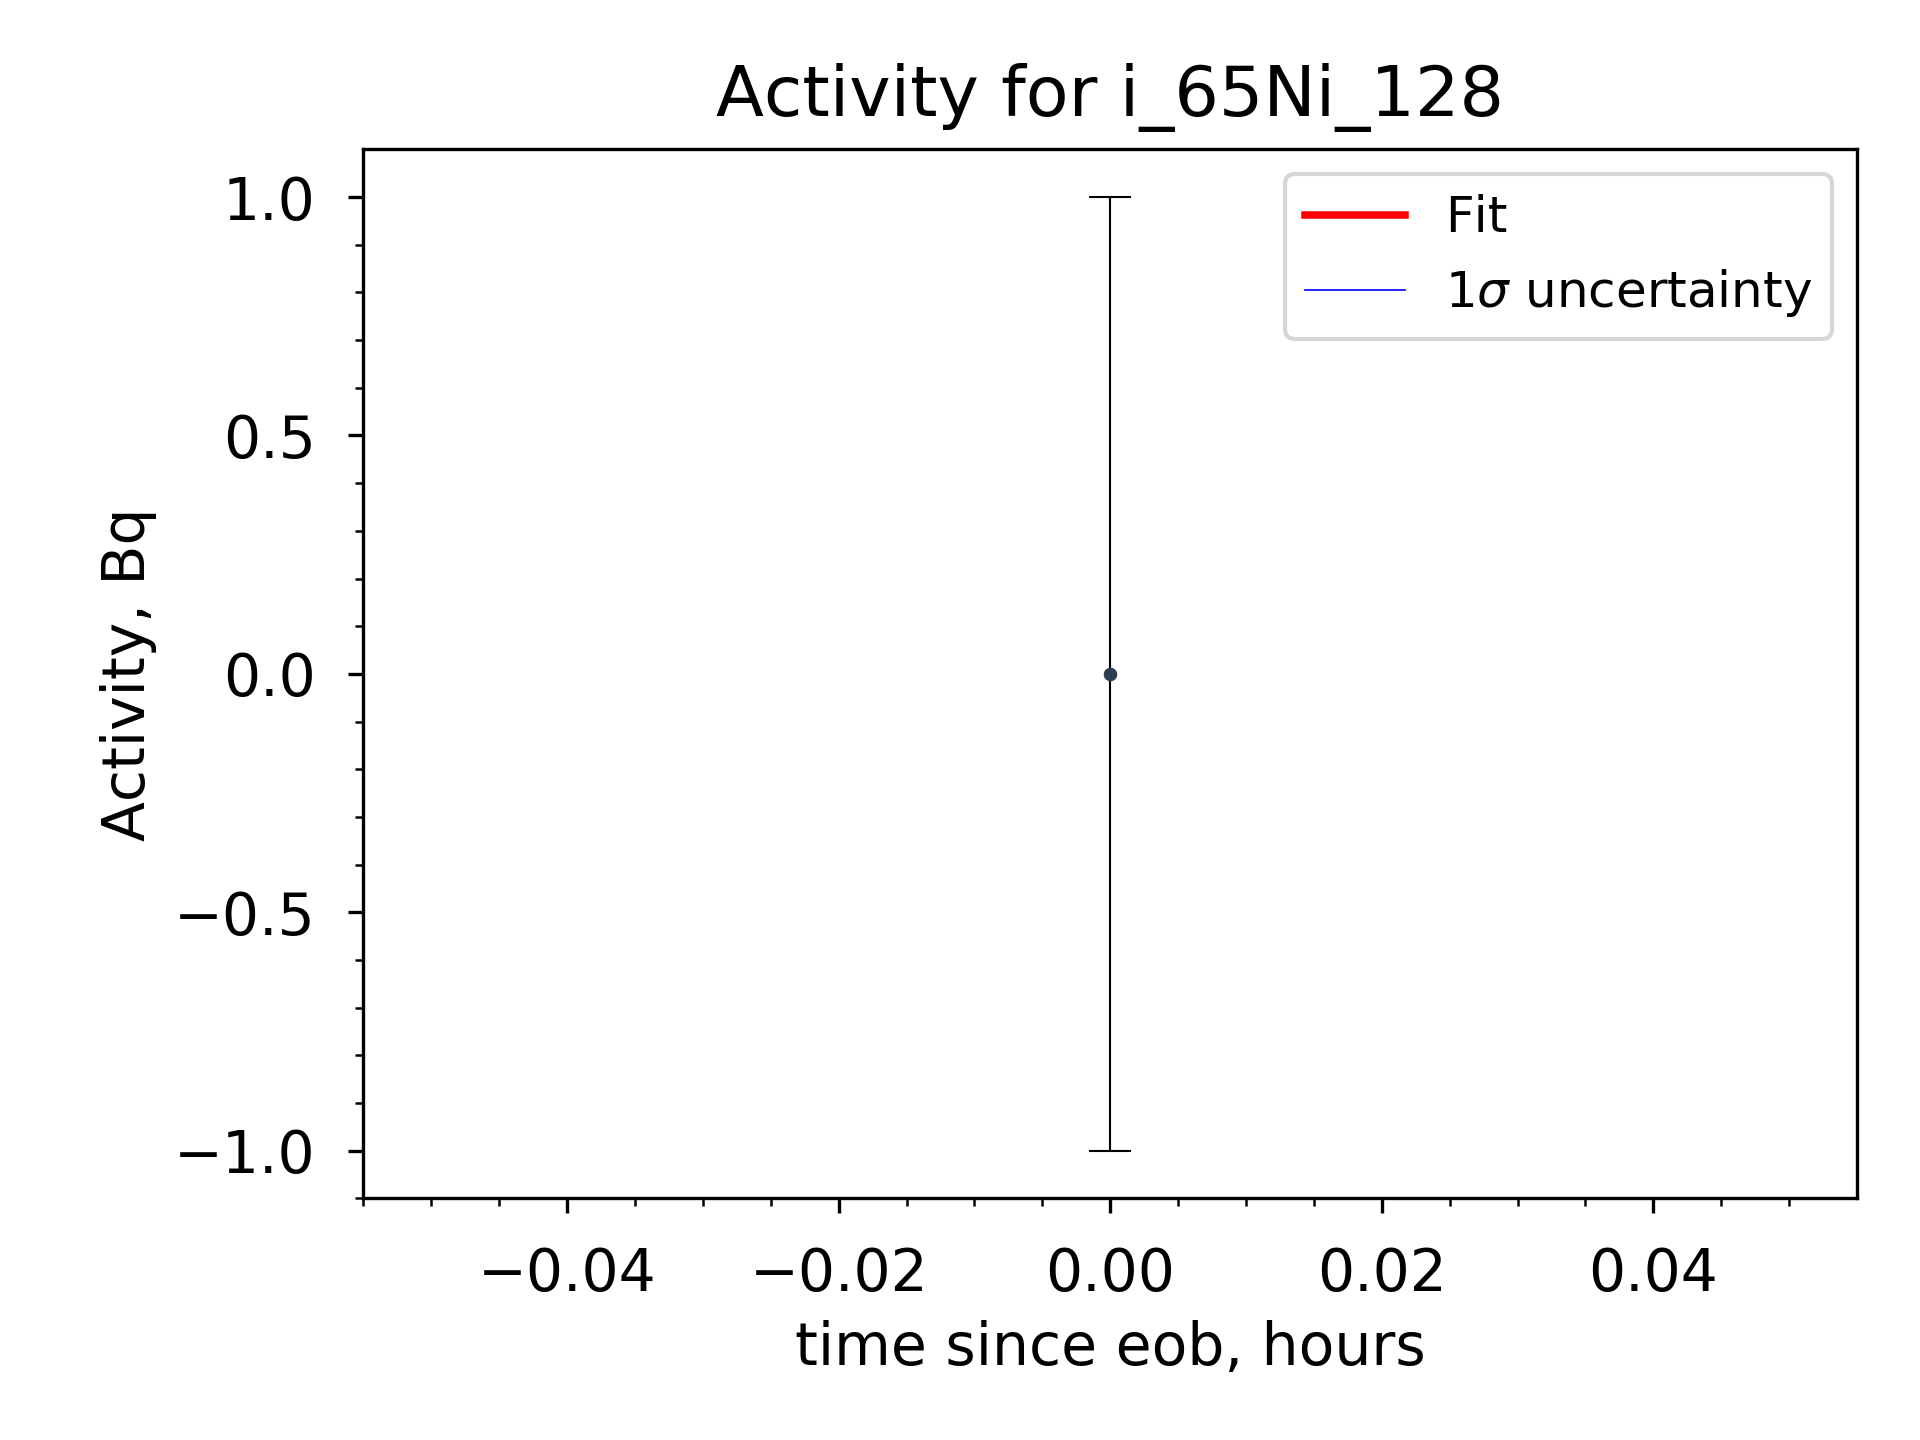 Activity for i_65Ni_128
Fit
1σ uncertainty
Activity, Bq
1.0
0.5
0.0
−0.5
−1.0
−0.04 −0.02 0.00 0.02 0.04
time since eob, hours